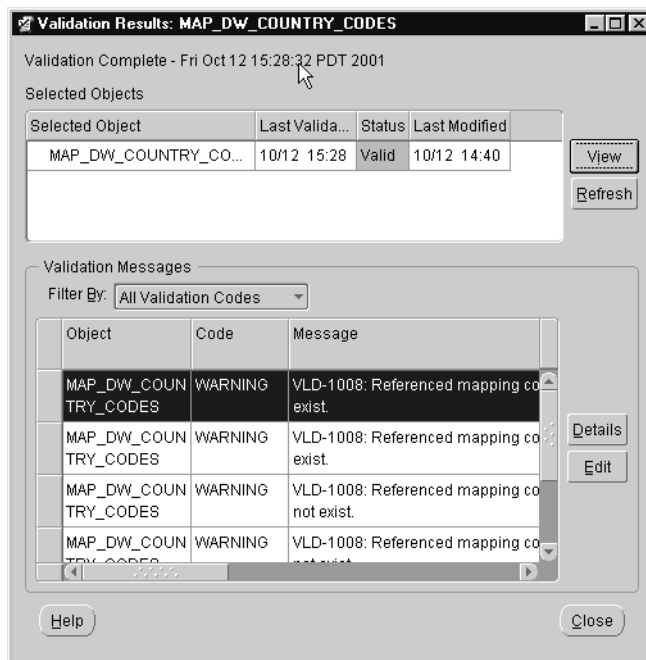 Validation Results: MAP_DW_COUNTRY_CODES
Validation Complete - Fri Oct 12 15:28:32 PDT 2001
Selected Objects
Selected Object Last Valida... Status Last Modified
MAP_DW_COUNTRY_CO... 10/12 15:28 Valid 10/12 14:40
View
Refresh
Validation Messages
Filter By: All Validation Codes
Object Code Message
MAP_DW_COUN WARNING VLD-1008: Referenced mapping co
TRY_CODES exist.
MAP_DW_COUN WARNING VLD-1008: Referenced mapping co
TRY_CODES exist.
MAP_DW_COUN WARNING VLD-1008: Referenced mapping co
TRY_CODES not exist.
MAP_DW_COUN WARNING VLD-1008: Referenced mapping co
TRY_CODES not exist.
Details
Edit
Help
Close